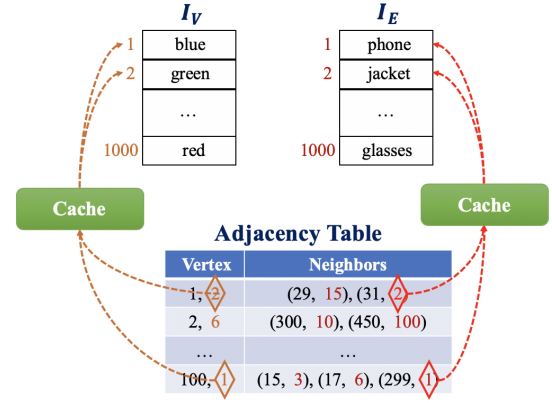 I_V I_E
1 blue 1 phone
2 green 2 jacket
... ...
1000 red 1000 glasses
Cache Cache
Adjacency Table
Vertex Neighbors
1, 2 (29, 15), (31, 2)
2, 6 (300, 10), (450, 100)
... ...
100, 1 (15, 3), (17, 6), (299, 1)